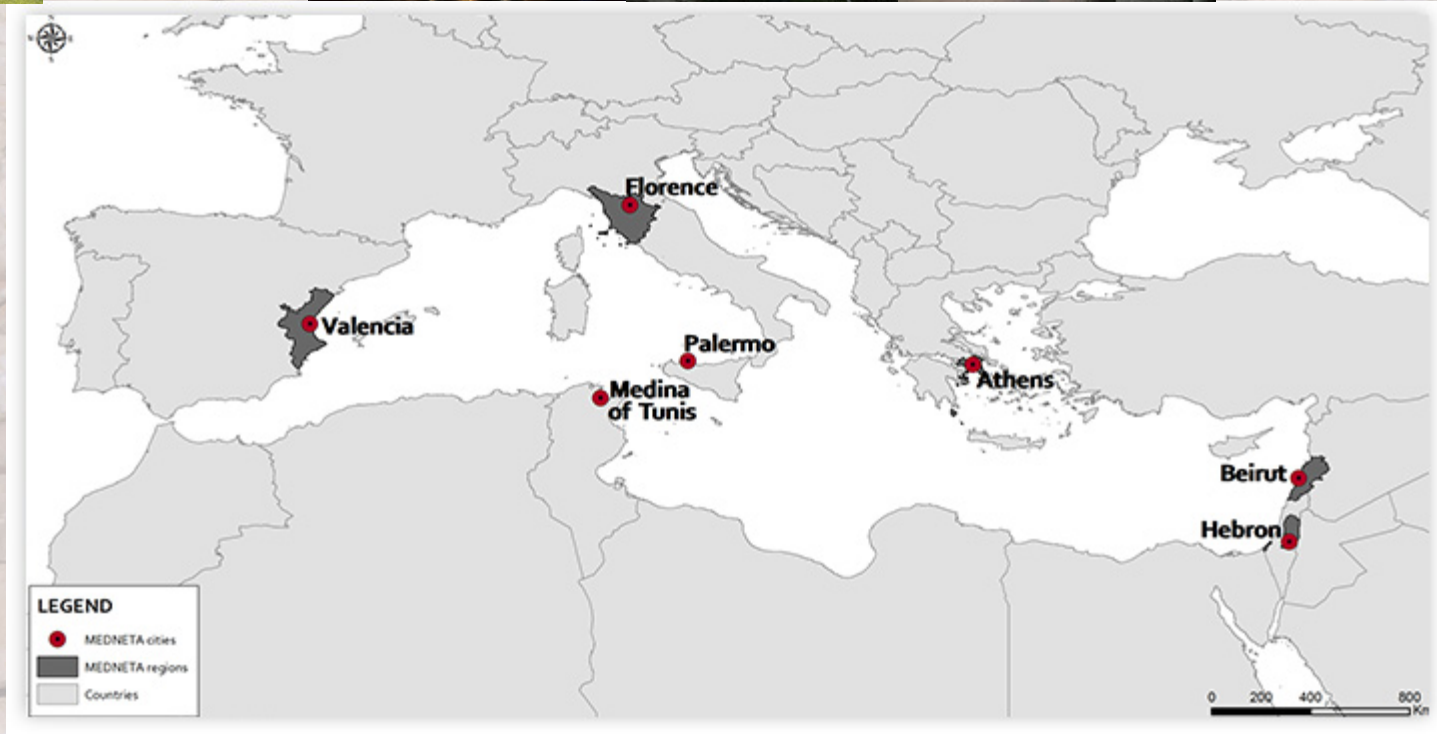 N
S
Florence
Valencia
Palermo
Medina
of Tunis
Athens
Beirut
Hebron
LEGEND
MEDNETA cities
MEDNETA regions
Countries
0 200 400 800
Km